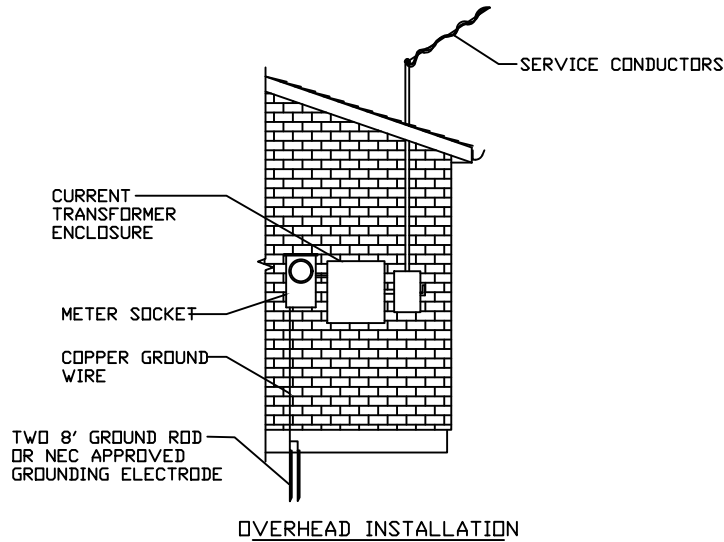 SERVICE CONDUCTORS
CURRENT
TRANSFORMER
ENCLOSURE
METER SOCKET
COPPER GROUND
WIRE
TWO 8' GROUND ROD
OR NEC APPROVED
GROUNDING ELECTRODE
OVERHEAD INSTALLATION